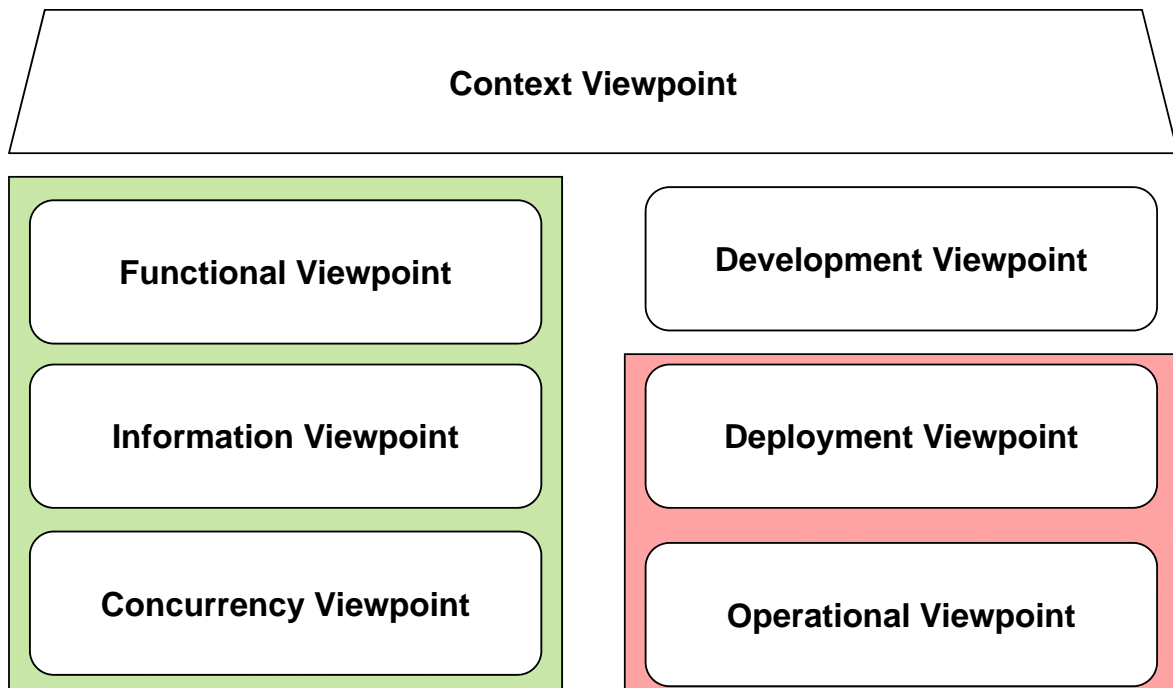 Context Viewpoint
Functional Viewpoint
Information Viewpoint
Concurrency Viewpoint
Development Viewpoint
Deployment Viewpoint
Operational Viewpoint